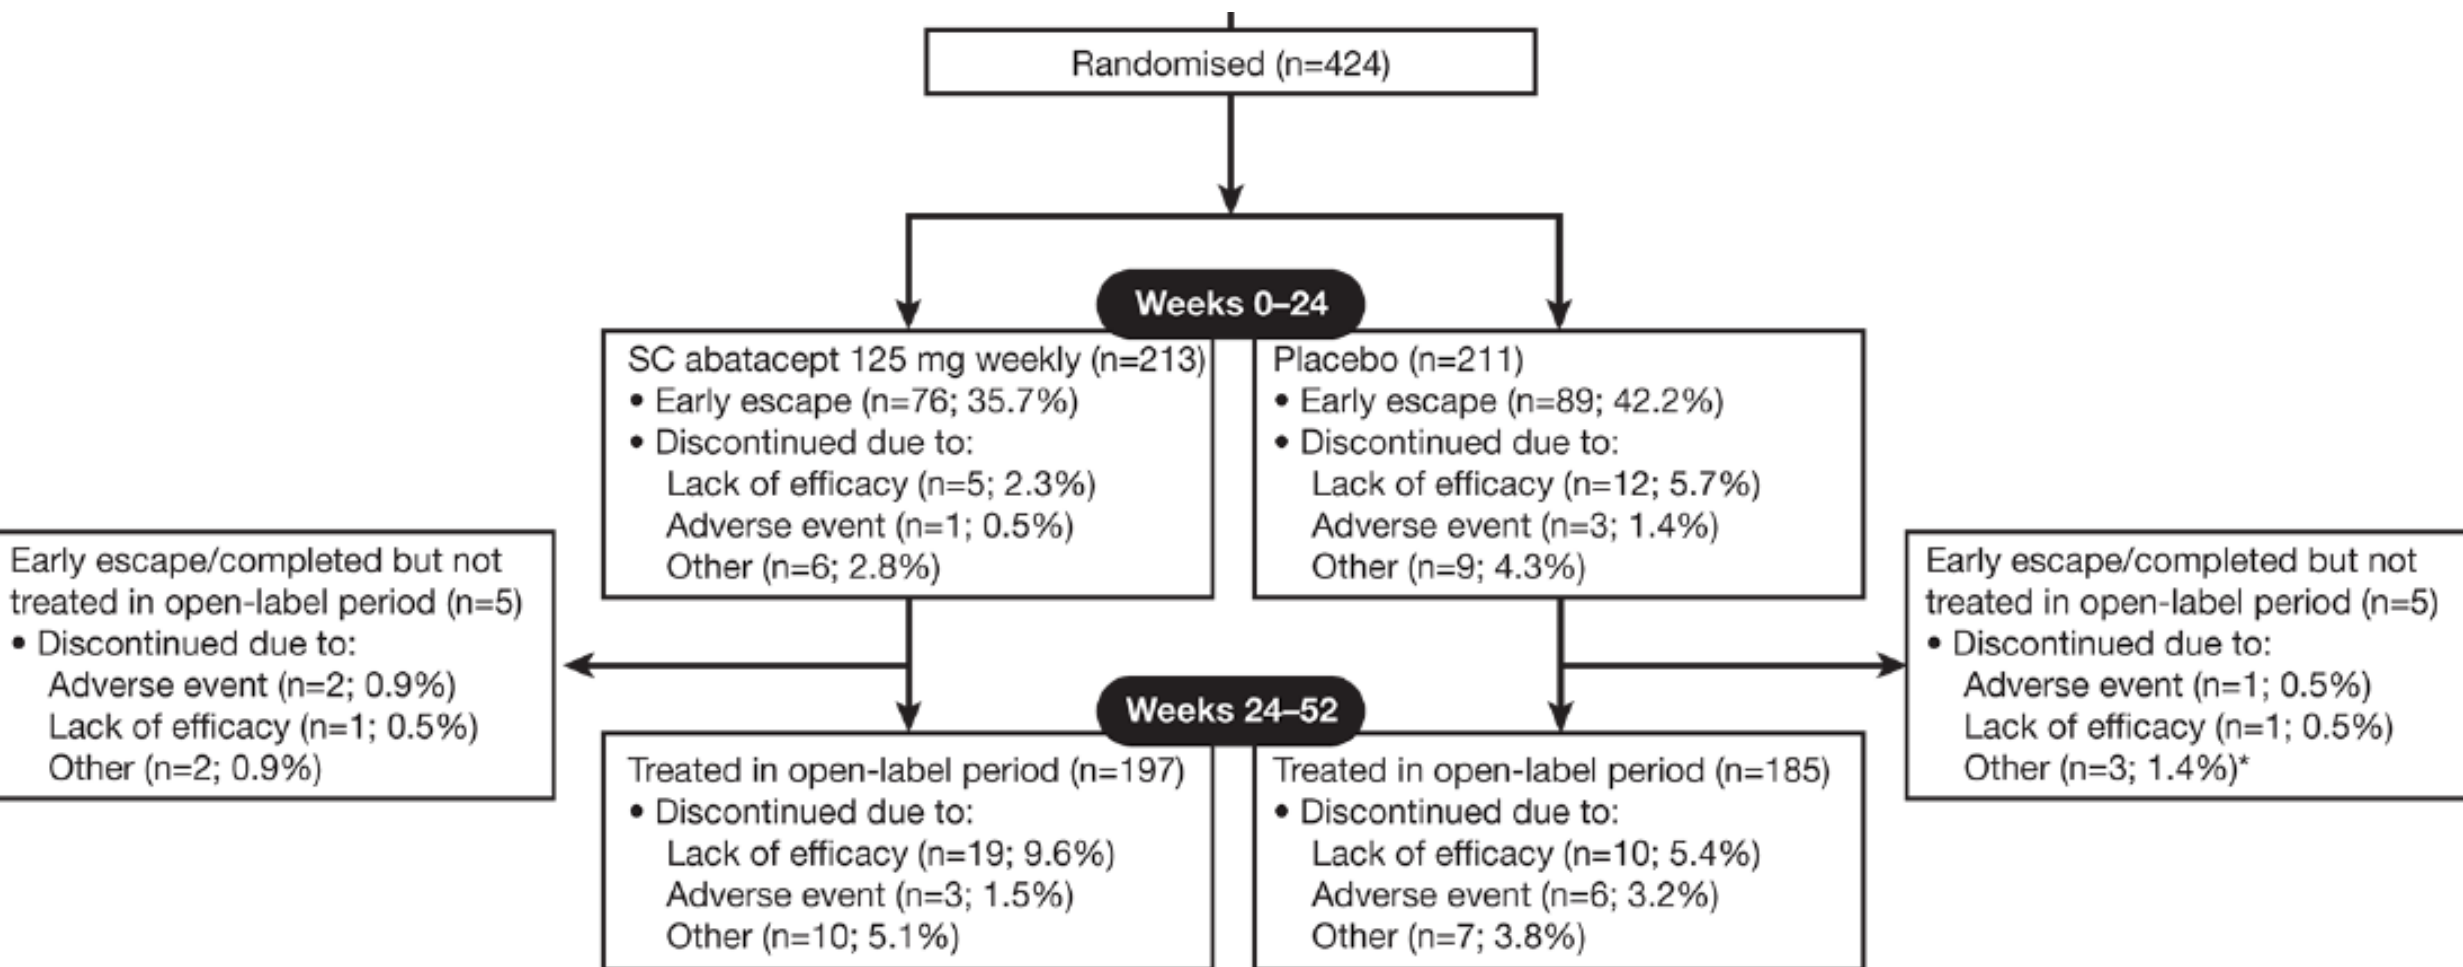 Randomised (n=424)
Weeks 0–24
SC abatacept 125 mg weekly (n=213)
• Early escape (n=76; 35.7%)
• Discontinued due to:
Lack of efficacy (n=5; 2.3%)
Adverse event (n=1; 0.5%)
Other (n=6; 2.8%)
Placebo (n=211)
• Early escape (n=89; 42.2%)
• Discontinued due to:
Lack of efficacy (n=12; 5.7%)
Adverse event (n=3; 1.4%)
Other (n=9; 4.3%)
Early escape/completed but not
treated in open-label period (n=5)
• Discontinued due to:
Adverse event (n=2; 0.9%)
Lack of efficacy (n=1; 0.5%)
Other (n=2; 0.9%)
Early escape/completed but not
treated in open-label period (n=5)
• Discontinued due to:
Adverse event (n=1; 0.5%)
Lack of efficacy (n=1; 0.5%)
Other (n=3; 1.4%)*
Weeks 24–52
Treated in open-label period (n=197)
• Discontinued due to:
Lack of efficacy (n=19; 9.6%)
Adverse event (n=3; 1.5%)
Other (n=10; 5.1%)
Treated in open-label period (n=185)
• Discontinued due to:
Lack of efficacy (n=10; 5.4%)
Adverse event (n=6; 3.2%)
Other (n=7; 3.8%)